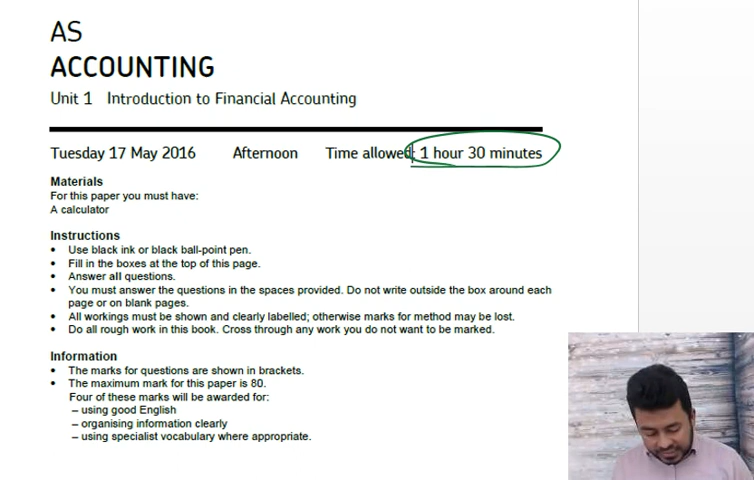 AS
ACCOUNTING
Unit 1 Introduction to Financial Accounting
Tuesday 17 May 2016 Afternoon Time allowed: 1 hour 30 minutes
Materials
For this paper you must have:
A calculator
Instructions
• Use black ink or black ball-point pen.
• Fill in the boxes at the top of this page.
• Answer all questions.
• You must answer the questions in the spaces provided. Do not write outside the box around each
page or on blank pages.
• All workings must be shown and clearly labelled; otherwise marks for method may be lost.
• Do all rough work in this book. Cross through any work you do not want to be marked.
Information
• The marks for questions are shown in brackets.
• The maximum mark for this paper is 80.
Four of these marks will be awarded for:
– using good English
– organising information clearly
– using specialist vocabulary where appropriate.